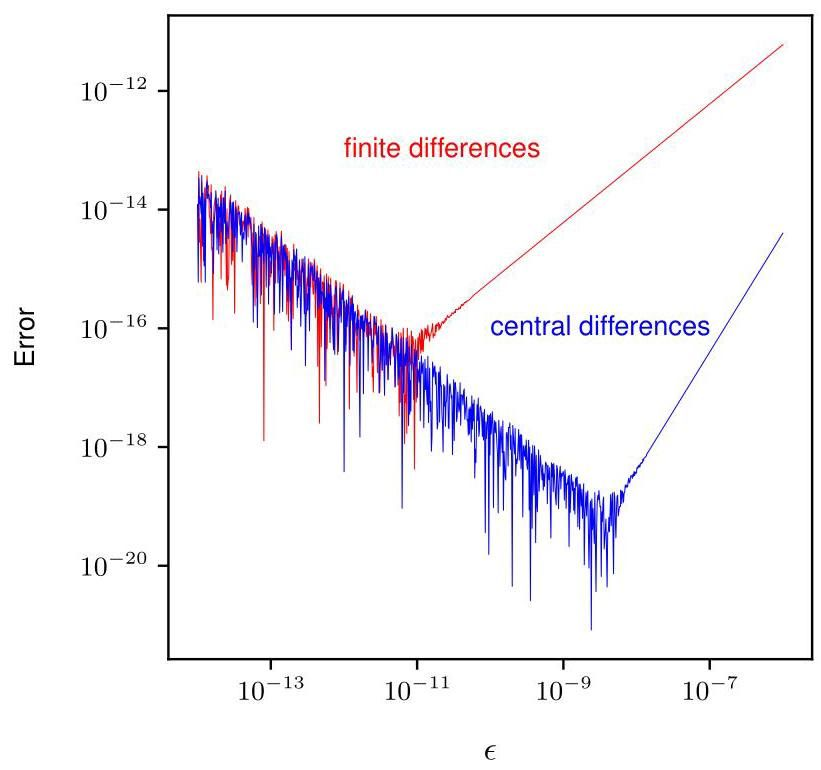 10⁻¹²
finite differences
10⁻¹⁴
10⁻¹⁶
central differences
Error
10⁻¹⁸
10⁻²⁰
10⁻¹³ 10⁻¹¹ 10⁻⁹ 10⁻⁷
ϵ